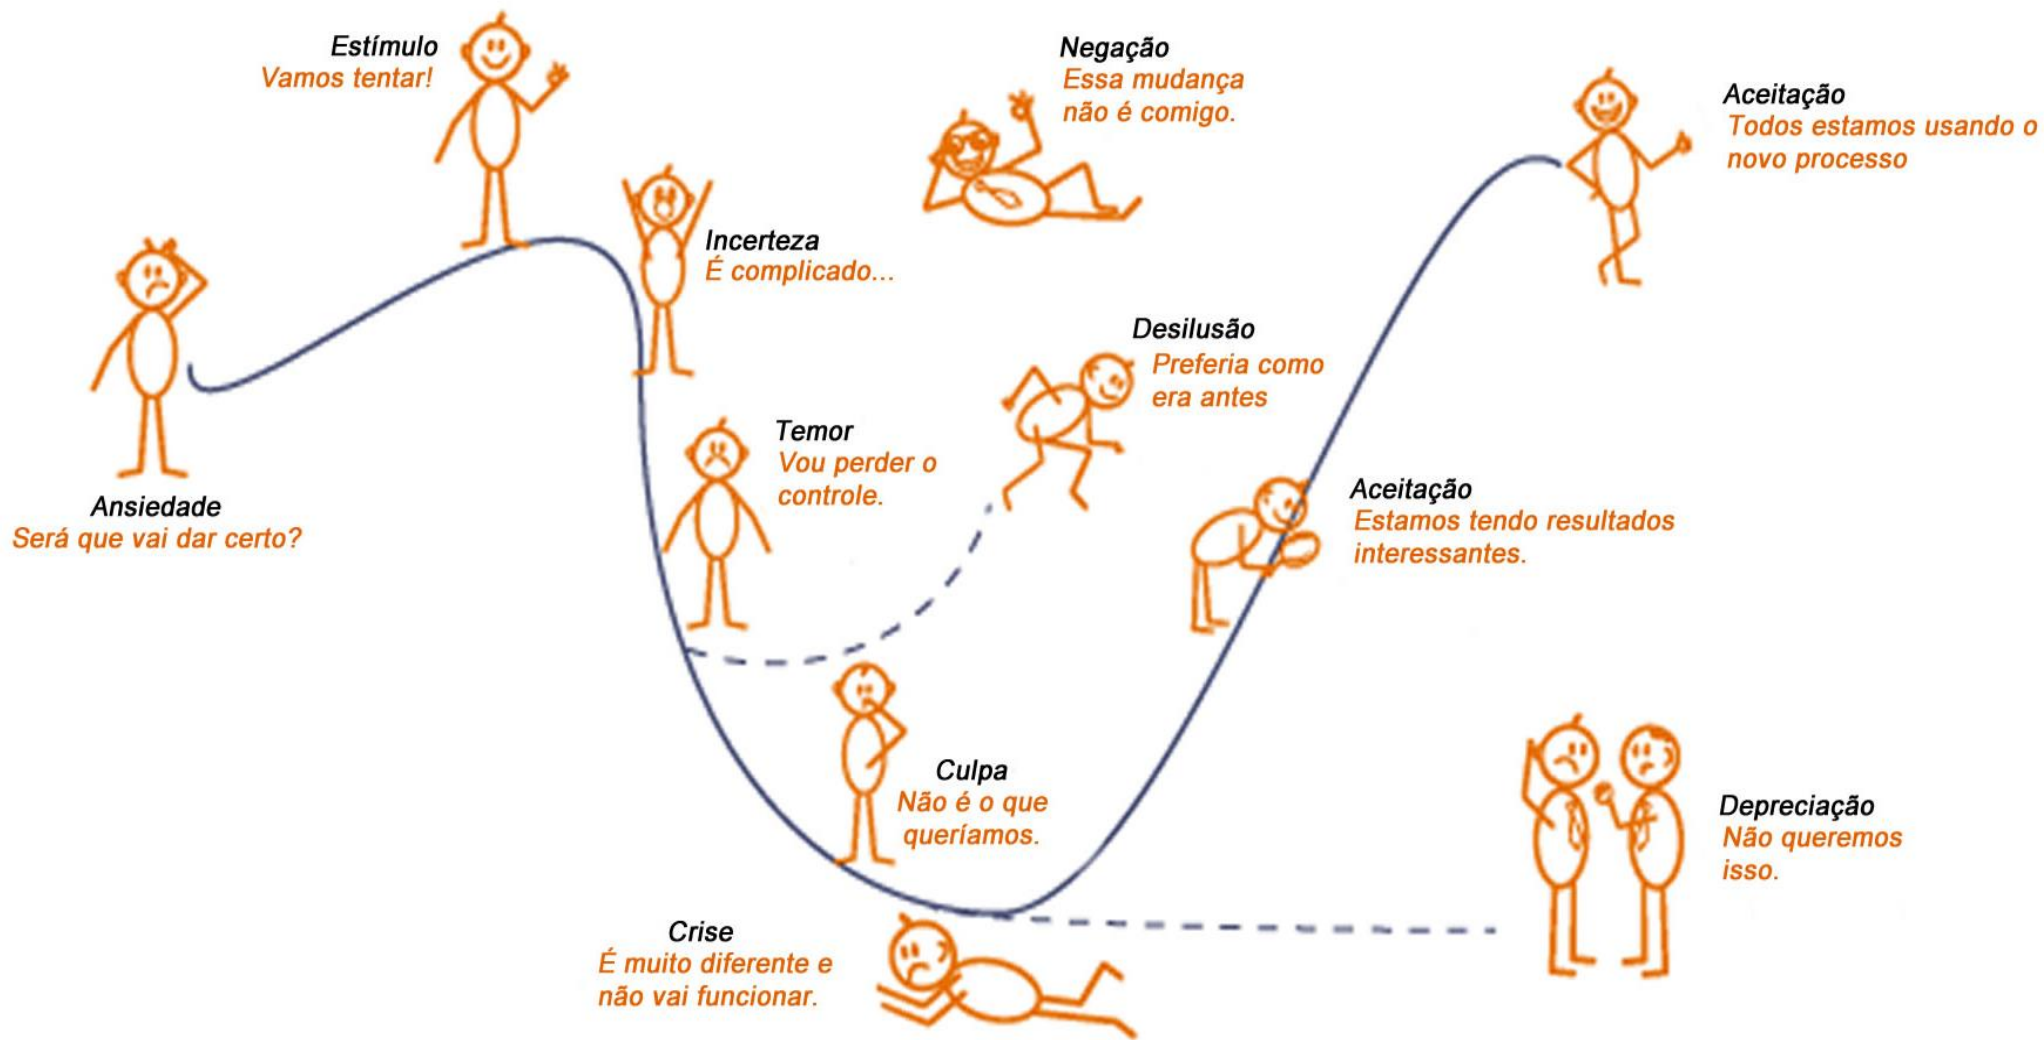 Estímulo
Vamos tentar!
Negação
Essa mudança
não é comigo.
Aceitação
Todos estamos usando o
novo processo
Incerteza
É complicado...
Desilusão
Preferia como
era antes
Temor
Vou perder o
controle.
Ansiedade
Será que vai dar certo?
Aceitação
Estamos tendo resultados
interessantes.
Culpa
Não é o que
queríamos.
Depreciação
Não queremos
isso.
Crise
É muito diferente e
não vai funcionar.